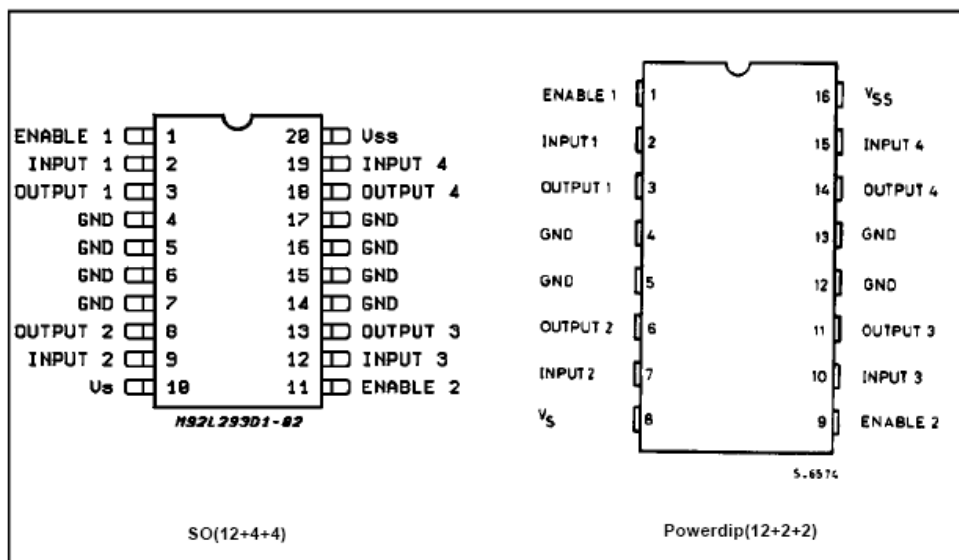 ENABLE 1 1 20 Vss
INPUT 1 2 19 INPUT 4
OUTPUT 1 3 18 OUTPUT 4
GND 4 17 GND
GND 5 16 GND
GND 6 15 GND
GND 7 14 GND
OUTPUT 2 8 13 OUTPUT 3
INPUT 2 9 12 INPUT 3
Vs 10 11 ENABLE 2
M92L293D1-02
SO(12+4+4)
ENABLE 1 1 16 VSS
INPUT 1 2 15 INPUT 4
OUTPUT 1 3 14 OUTPUT 4
GND 4 13 GND
GND 5 12 GND
OUTPUT 2 6 11 OUTPUT 3
INPUT 2 7 10 INPUT 3
VS 8 9 ENABLE 2
S-6574
Powerdip(12+2+2)